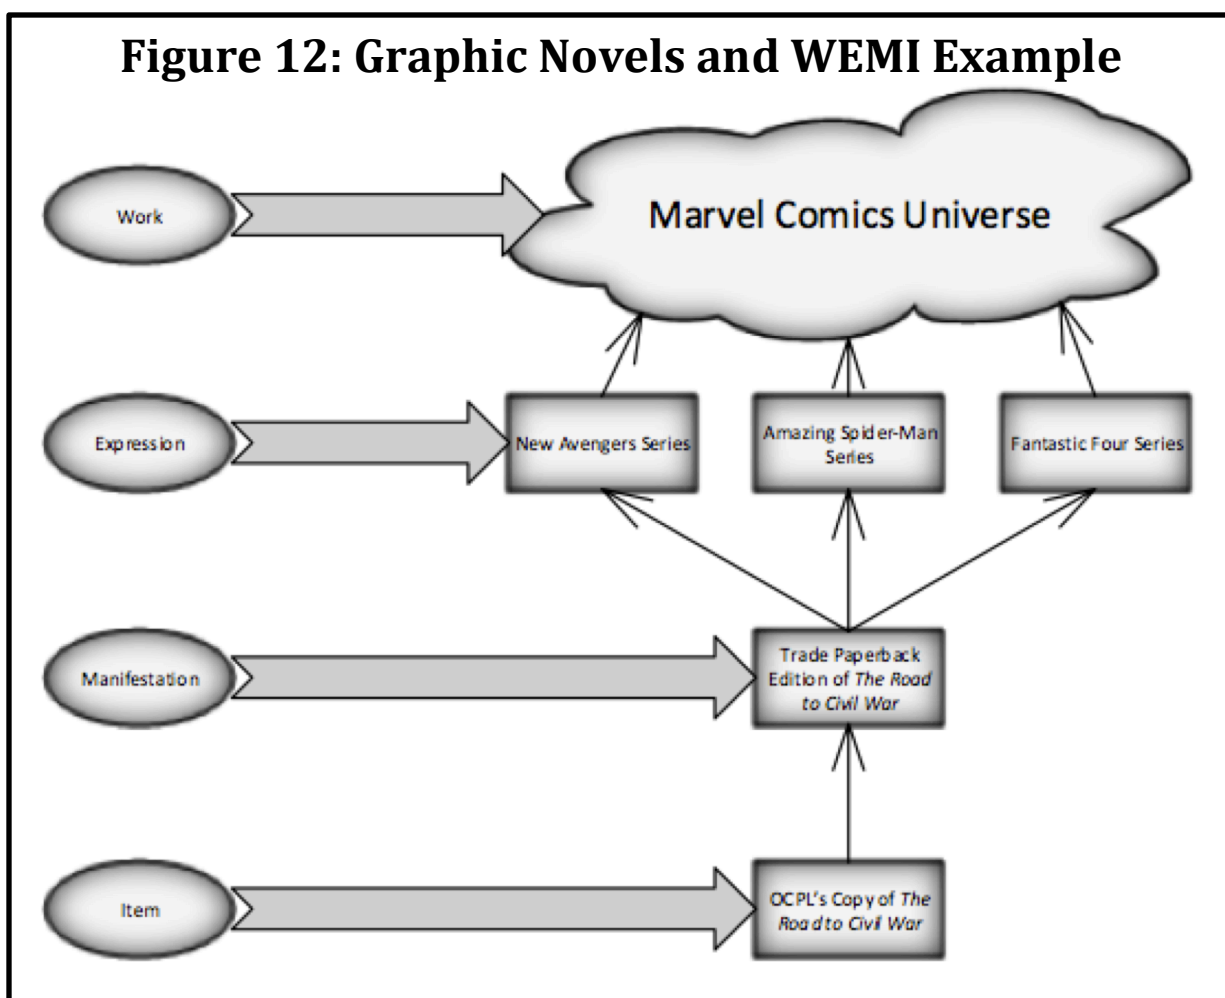 Figure 12: Graphic Novels and WEMI Example
Work
Marvel Comics Universe
Expression
New Avengers Series
Amazing Spider-Man
Series
Fantastic Four Series
Manifestation
Trade Paperback
Edition of The Road
to Civil War
Item
OCPL's Copy of The
Road to Civil War